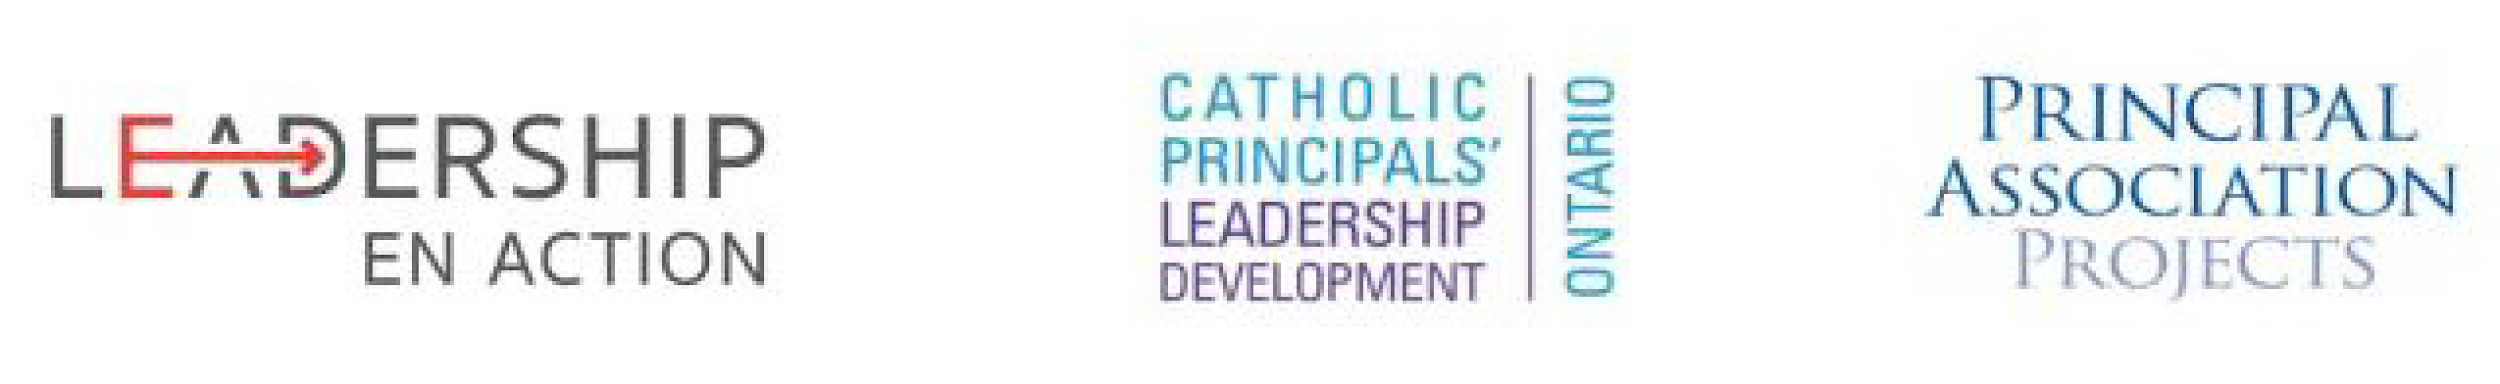 LEADERSHIP
EN ACTION
CATHOLIC
PRINCIPALS’
LEADERSHIP
DEVELOPMENT
ONTARIO
PRINCIPAL
ASSOCIATION
PROJECTS